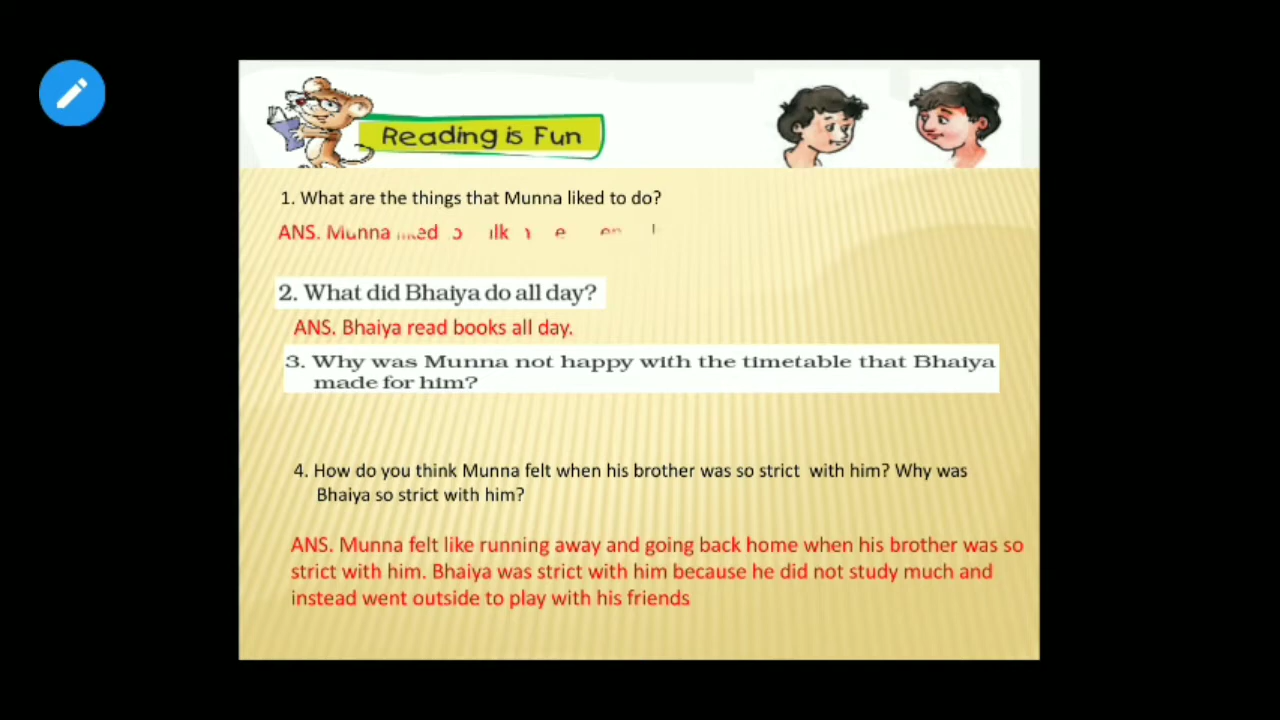 Reading is Fun
1. What are the things that Munna liked to do?
ANS. Munna liked
2. What did Bhaiya do all day?
ANS. Bhaiya read books all day.
3. Why was Munna not happy with the timetable that Bhaiya
made for him?
4. How do you think Munna felt when his brother was so strict with him? Why was
Bhaiya so strict with him?
ANS. Munna felt like running away and going back home when his brother was so
strict with him. Bhaiya was strict with him because he did not study much and
instead went outside to play with his friends